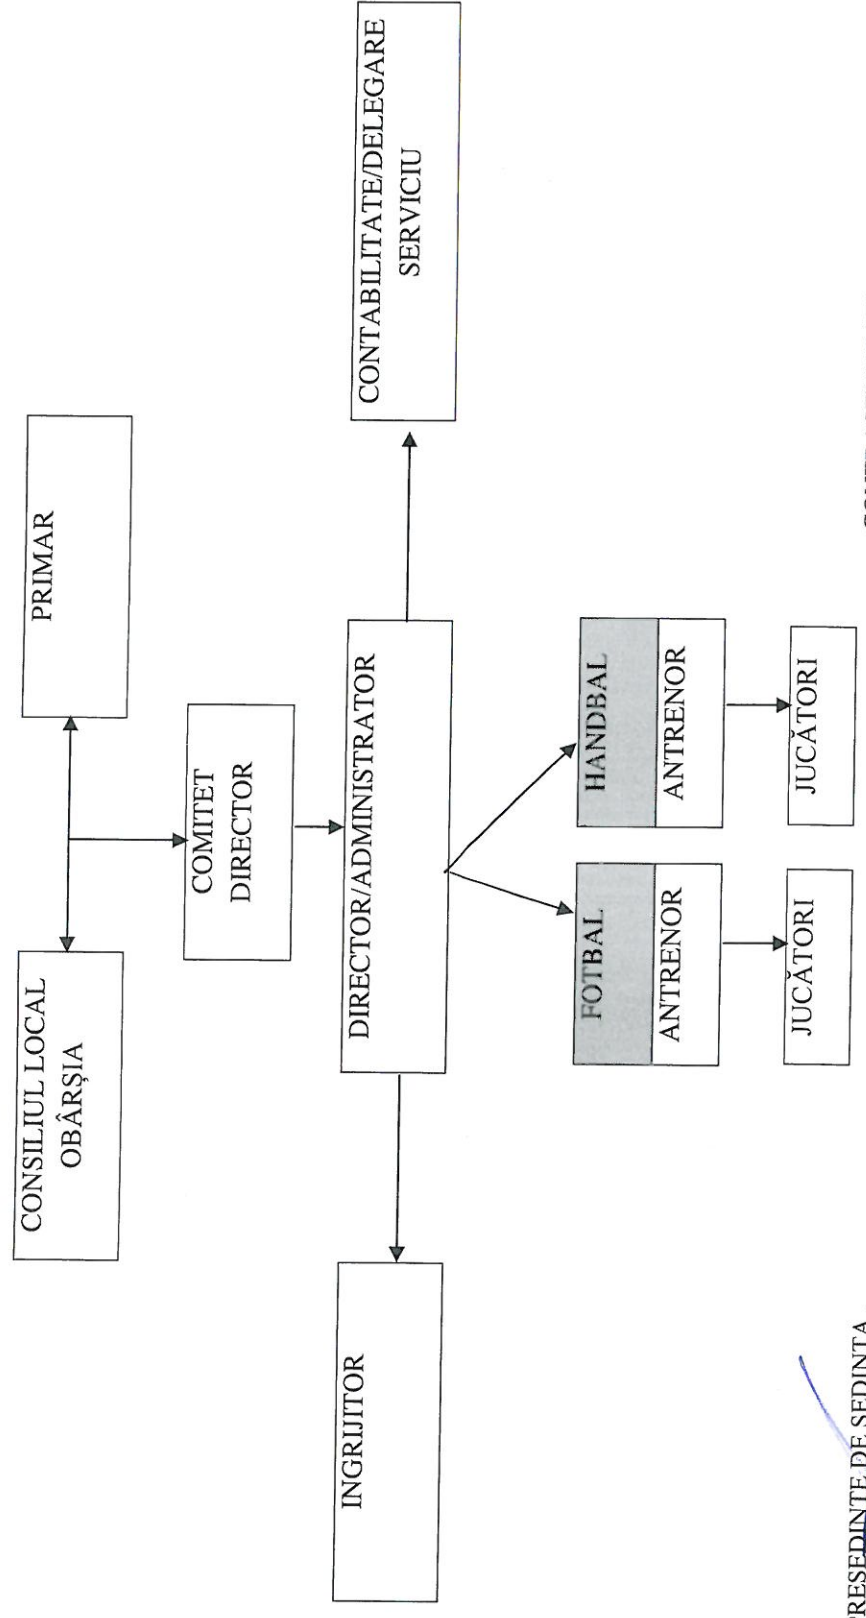 CONSILIUL LOCAL
OBÂRȘIA
PRIMAR
COMITET
DIRECTOR
INGRIJITOR
DIRECTOR/ADMINISTRATOR
CONTABILITATE/DELEGARE
SERVICIU
FOTBAL
ANTRENOR
HANDBAL
ANTRENOR
JUCĂTORI
JUCĂTORI
DE SEDINTA